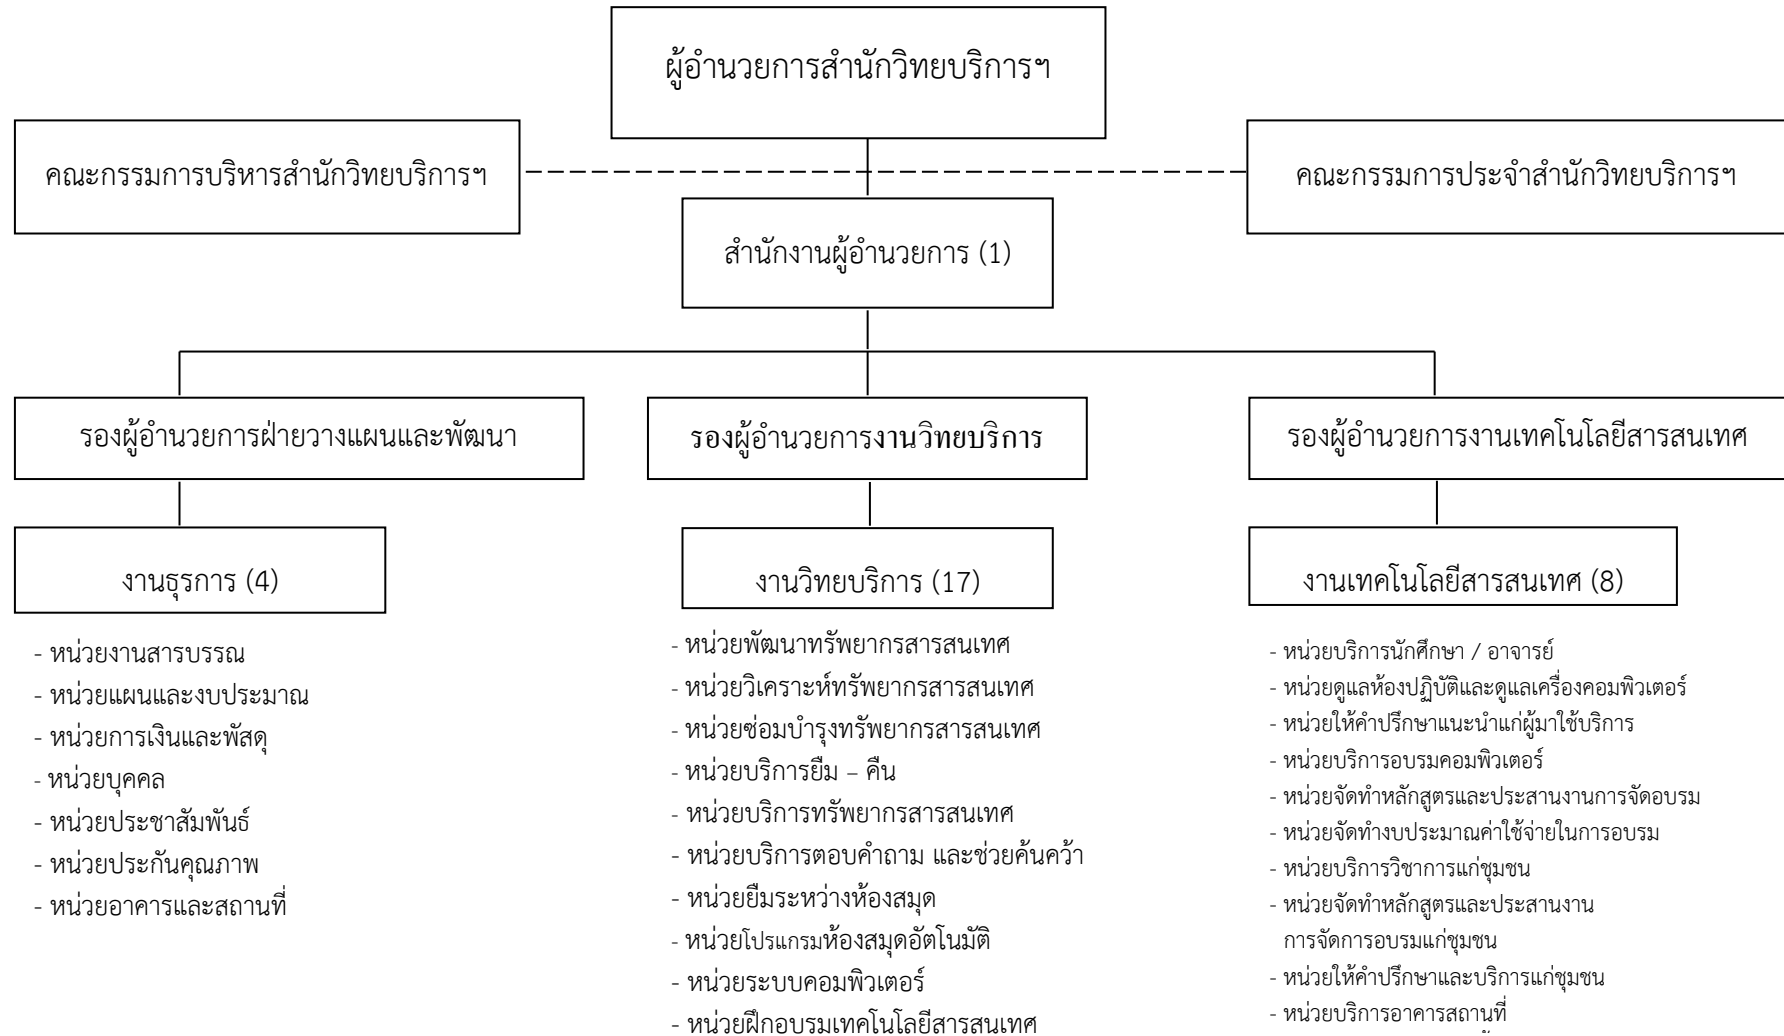 ผู้อำนวยการสำนักวิทยบริการฯ
คณะกรรมการบริหารสำนักวิทยบริการฯ
คณะกรรมการประจำสำนักวิทยบริการฯ
สำนักงานผู้อำนวยการ (1)
รองผู้อำนวยการฝ่ายวางแผนและพัฒนา
รองผู้อำนวยการงานวิทยบริการ
รองผู้อำนวยการงานเทคโนโลยีสารสนเทศ
งานธุรการ (4)
- หน่วยงานสารบรรณ
- หน่วยแผนและงบประมาณ
- หน่วยการเงินและพัสดุ
- หน่วยบุคคล
- หน่วยประชาสัมพันธ์
- หน่วยประกันคุณภาพ
- หน่วยอาคารและสถานที่
งานวิทยบริการ (17)
- หน่วยพัฒนาทรัพยากรสารสนเทศ
- หน่วยวิเคราะห์ทรัพยากรสารสนเทศ
- หน่วยซ่อมบำรุงทรัพยากรสารสนเทศ
- หน่วยบริการยืม – คืน
- หน่วยบริการทรัพยากรสารสนเทศ
- หน่วยบริการตอบคำถาม และช่วยค้นคว้า
- หน่วยยืมระหว่างห้องสมุด
- หน่วยโปรแกรมห้องสมุดอัตโนมัติ
- หน่วยระบบคอมพิวเตอร์
- หน่วยฝึกอบรมเทคโนโลยีสารสนเทศ
งานเทคโนโลยีสารสนเทศ (8)
- หน่วยบริการนักศึกษา / อาจารย์
- หน่วยดูแลห้องปฏิบัติและดูแลเครื่องคอมพิวเตอร์
- หน่วยให้คำปรึกษาแนะนำแก่ผู้มาใช้บริการ
- หน่วยบริการอบรมคอมพิวเตอร์
- หน่วยจัดทำหลักสูตรและประสานงานการจัดอบรม
- หน่วยจัดทำงบประมาณค่าใช้จ่ายในการอบรม
- หน่วยบริการวิชาการแก่ชุมชน
- หน่วยจัดทำหลักสูตรและประสานงาน
การจัดการอบรมแก่ชุมชน
- หน่วยให้คำปรึกษาและบริการแก่ชุมชน
- หน่วยบริการอาคารสถานที่